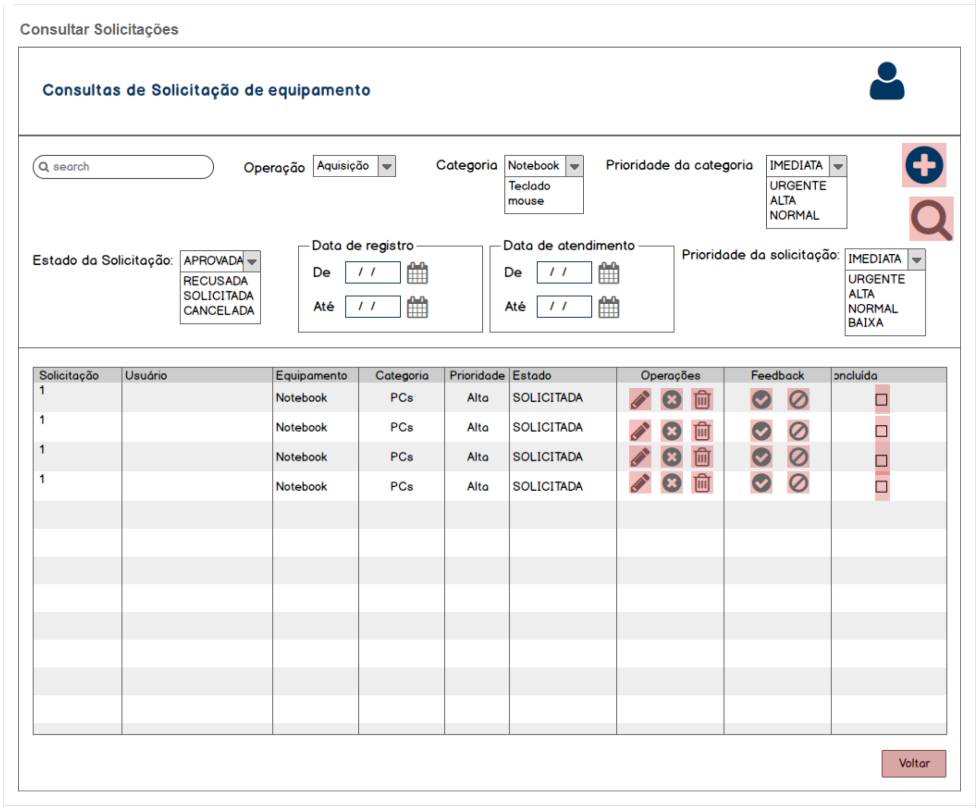 Consultar Solicitações
Consultas de Solicitação de equipamento
search
Operação Aquisição
Categoria Notebook
Teclado
mouse
Prioridade da categoria IMEDIATA
URGENTE
ALTA
NORMAL
Estado da Solicitação: APROVADA
RECUSADA
SOLICITADA
CANCELADA
Data de registro
De / /
Até / /
Data de atendimento
De / /
Até / /
Prioridade da solicitação: IMEDIATA
URGENTE
ALTA
NORMAL
BAIXA
Solicitação Usuário Equipamento Categoria Prioridade Estado Operações Feedback oncluída
1 Notebook PCs Alta SOLICITADA
1 Notebook PCs Alta SOLICITADA
1 Notebook PCs Alta SOLICITADA
1 Notebook PCs Alta SOLICITADA
Voltar